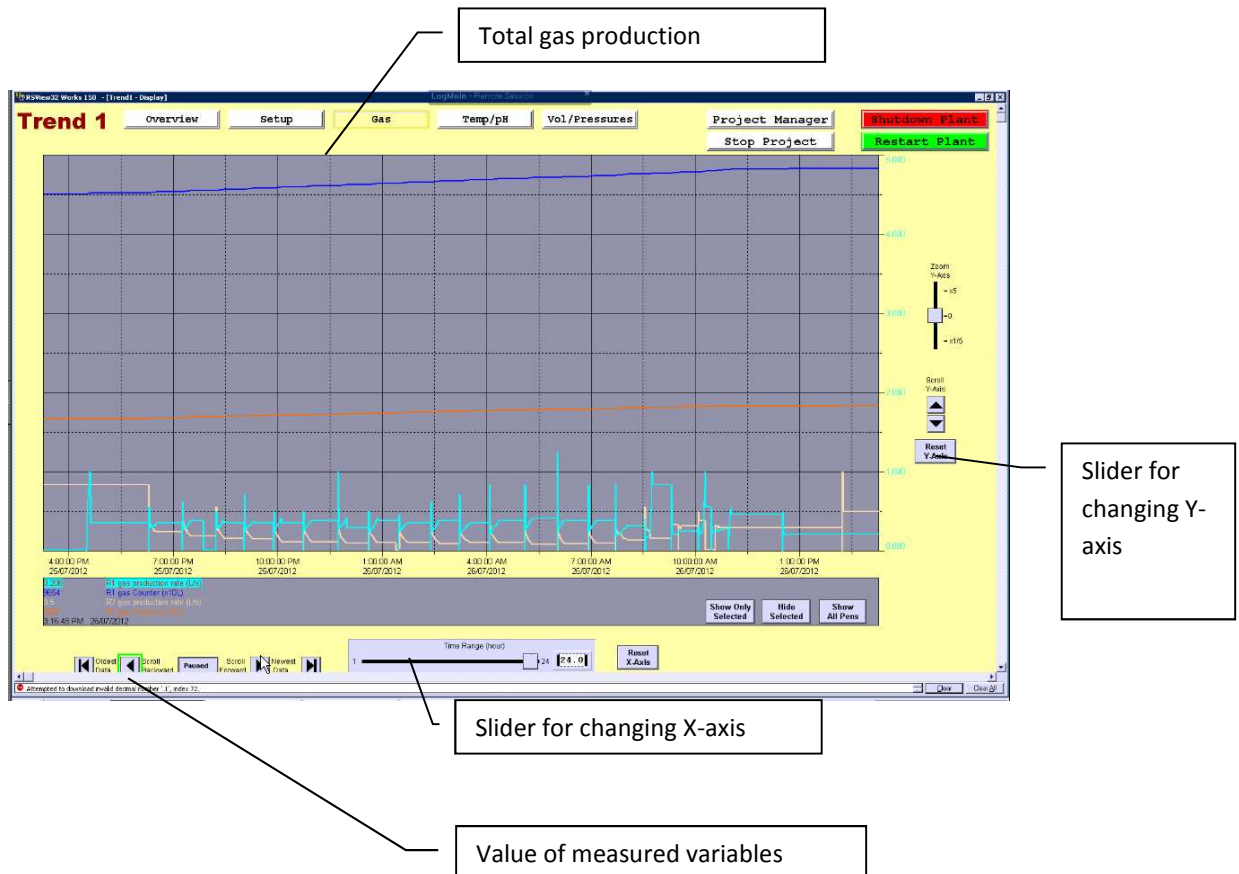 Total gas production
RSView32 Works 150 - [Trend1 - Display]
LogMeIn - Remote Session
Trend 1
Overview
Setup
Gas
Temp/pH
Vol/Pressures
Project Manager
Shutdown Plant
Stop Project
Restart Plant
5.000
4.000
3.000
2.000
1.000
0.000
Zoom
Y-Axis
x5
0
x1/5
Scroll
Y-Axis
Reset
Y-Axis
Slider for
changing Y-
axis
4:00:00 PM 7:00:00 PM 10:00:00 PM 1:00:00 AM 4:00:00 AM 7:00:00 AM 10:00:00 AM 1:00:00 PM
25/07/2012 25/07/2012 26/07/2012 26/07/2012 26/07/2012 26/07/2012 26/07/2012
0.208 R1 gas production rate (L/s)
9654 R1 gas Counter (x10L)
0.5 R2 gas production rate (L/s)
3:16:48 PM 26/07/2012
Show Only
Selected
Hide
Selected
Show
All Pens
Time Range (hour)
1
24
24.0
Reset
X-Axis
Oldest
Data
Scroll
Backward
Paused
Scroll
Forward
Newest
Data
Attempted to download invalid decimal number '.1', index 72.
Clear
Clear All
Slider for changing X-axis
Value of measured variables